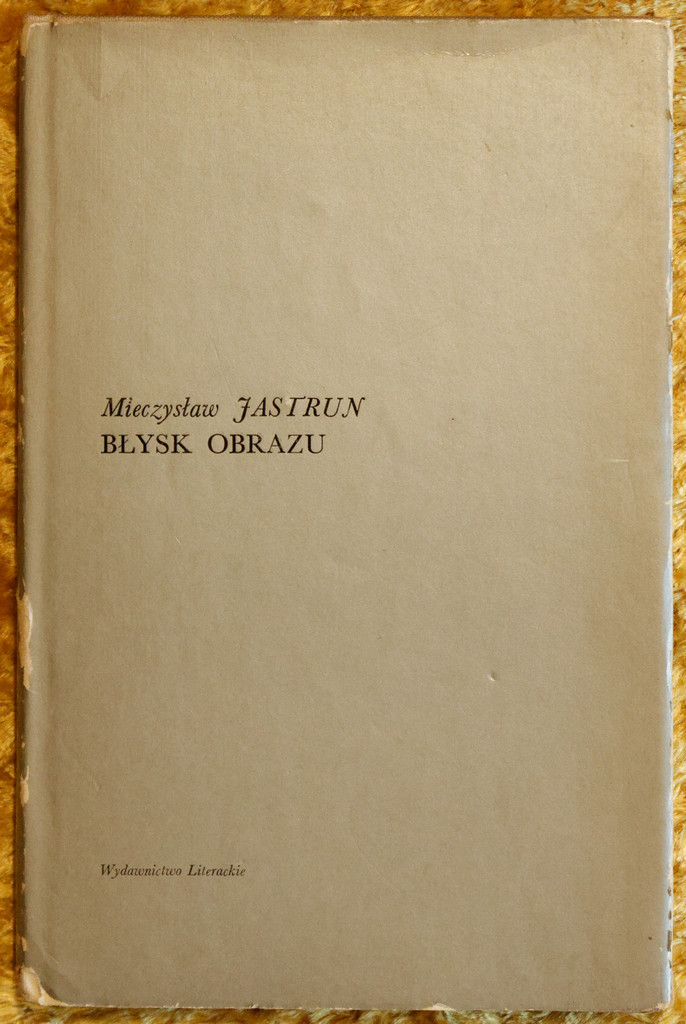 Mieczysław JASTRUN
BŁYSK OBRAZU
Wydawnictwo Literackie